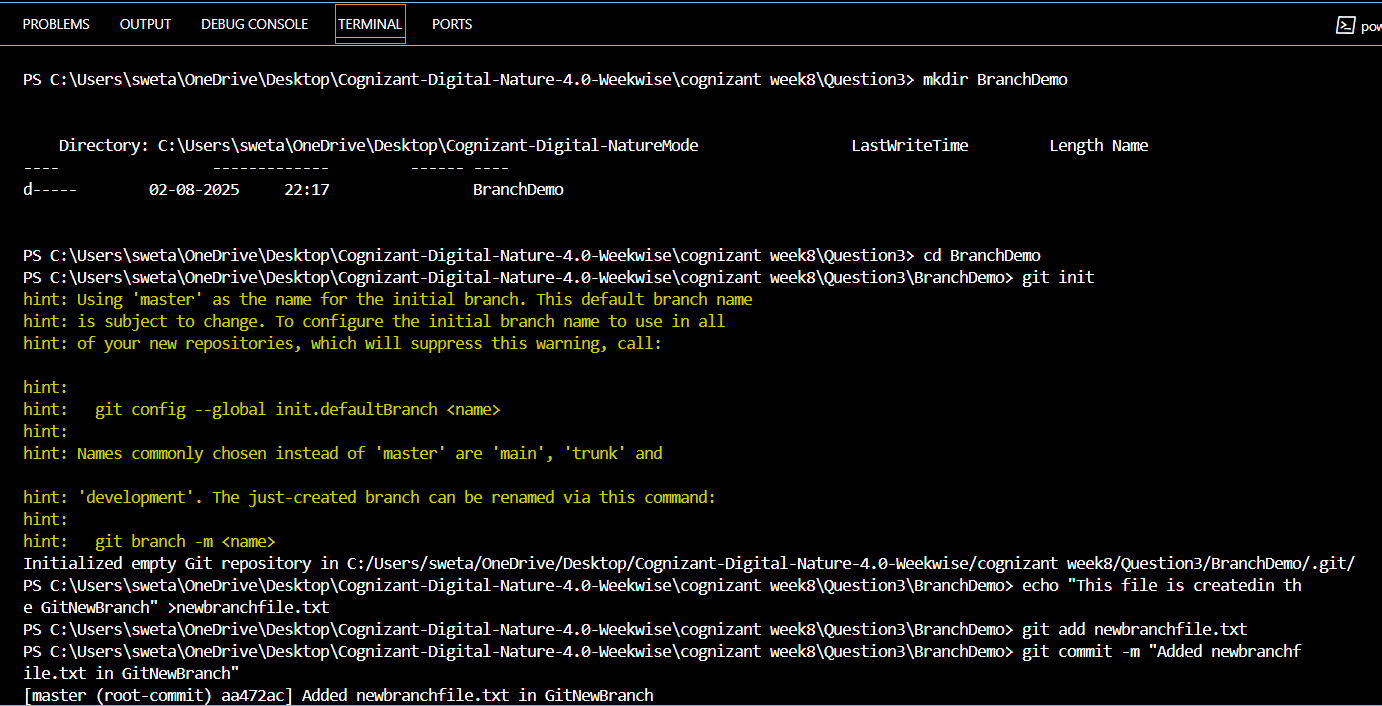 PROBLEMS OUTPUT DEBUG CONSOLE TERMINAL PORTS
PS C:\Users\sweta\OneDrive\Desktop\Cognizant-Digital-Nature-4.0-Weekwise\cognizant week8\Question3> mkdir BranchDemo
Directory: C:\Users\sweta\OneDrive\Desktop\Cognizant-Digital-NatureMode LastWriteTime Length Name
---- ------------- ------ ----
d----- 02-08-2025 22:17 BranchDemo
PS C:\Users\sweta\OneDrive\Desktop\Cognizant-Digital-Nature-4.0-Weekwise\cognizant week8\Question3> cd BranchDemo
PS C:\Users\sweta\OneDrive\Desktop\Cognizant-Digital-Nature-4.0-Weekwise\cognizant week8\Question3\BranchDemo> git init
hint: Using 'master' as the name for the initial branch. This default branch name
hint: is subject to change. To configure the initial branch name to use in all
hint: of your new repositories, which will suppress this warning, call:
hint:
hint: git config --global init.defaultBranch <name>
hint:
hint: Names commonly chosen instead of 'master' are 'main', 'trunk' and
hint: 'development'. The just-created branch can be renamed via this command:
hint:
hint: git branch -m <name>
Initialized empty Git repository in C:/Users/sweta/OneDrive/Desktop/Cognizant-Digital-Nature-4.0-Weekwise/cognizant week8/Question3/BranchDemo/.git/
PS C:\Users\sweta\OneDrive\Desktop\Cognizant-Digital-Nature-4.0-Weekwise\cognizant week8\Question3\BranchDemo> echo "This file is createdin th
e GitNewBranch" >newbranchfile.txt
PS C:\Users\sweta\OneDrive\Desktop\Cognizant-Digital-Nature-4.0-Weekwise\cognizant week8\Question3\BranchDemo> git add newbranchfile.txt
PS C:\Users\sweta\OneDrive\Desktop\Cognizant-Digital-Nature-4.0-Weekwise\cognizant week8\Question3\BranchDemo> git commit -m "Added newbranchf
ile.txt in GitNewBranch"
[master (root-commit) aa472ac] Added newbranchfile.txt in GitNewBranch